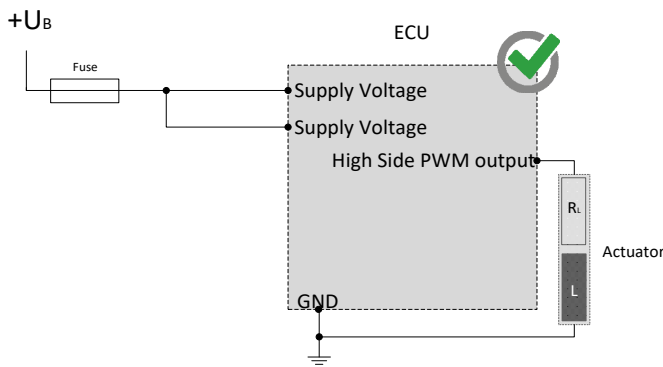 +UB
ECU
Fuse
Supply Voltage
Supply Voltage
High Side PWM output
RL
Actuator
L
GND